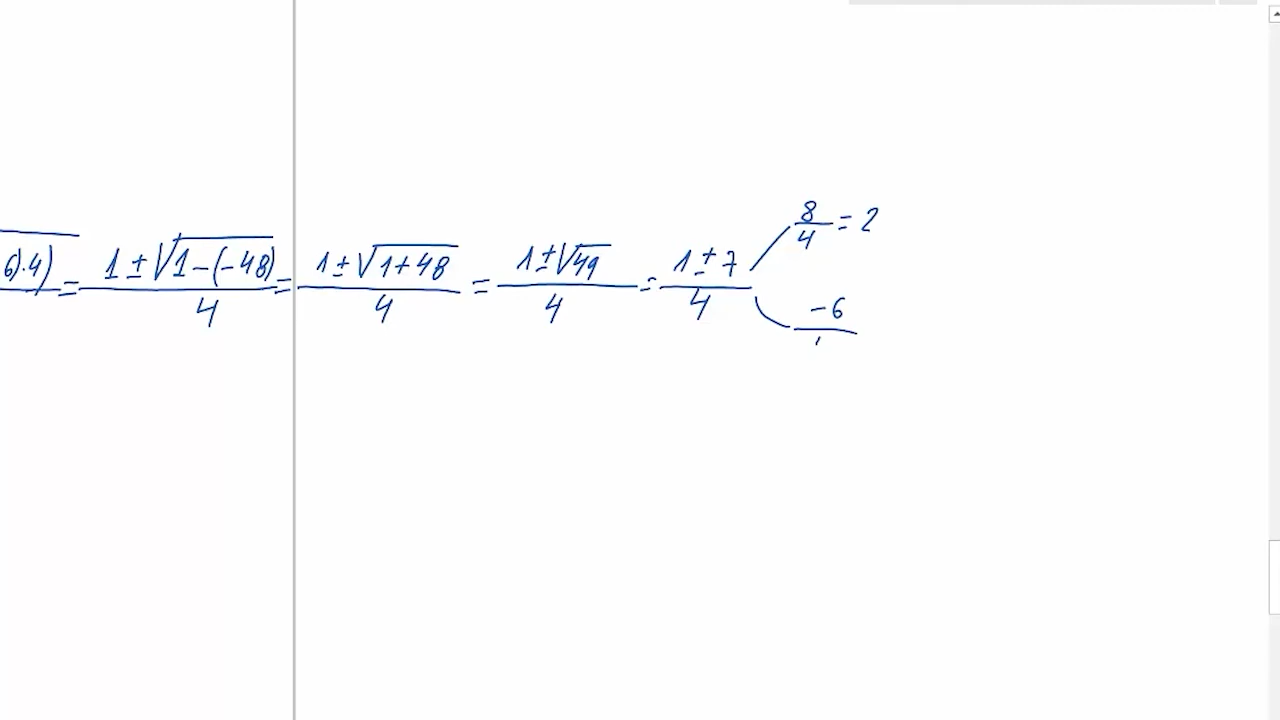 8/4 = 2
6)·4) = (1 ± √(1-(-48)))/4 = (1 ± √(1+48))/4 = (1 ± √49)/4 = (1 ± 7)/4
-6